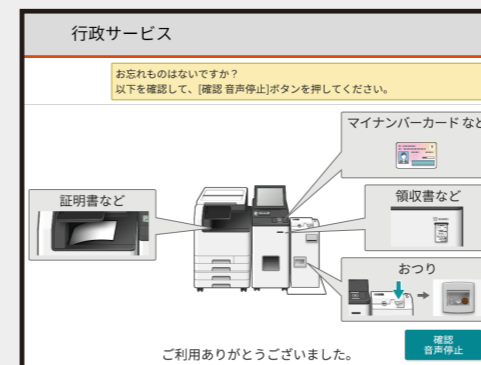 行政サービス
お忘れものはないですか？
以下を確認して、[確認 音声停止]ボタンを押してください。
マイナンバーカード など
証明書など
領収書など
おつり
確認
音声停止
ご利用ありがとうございました。